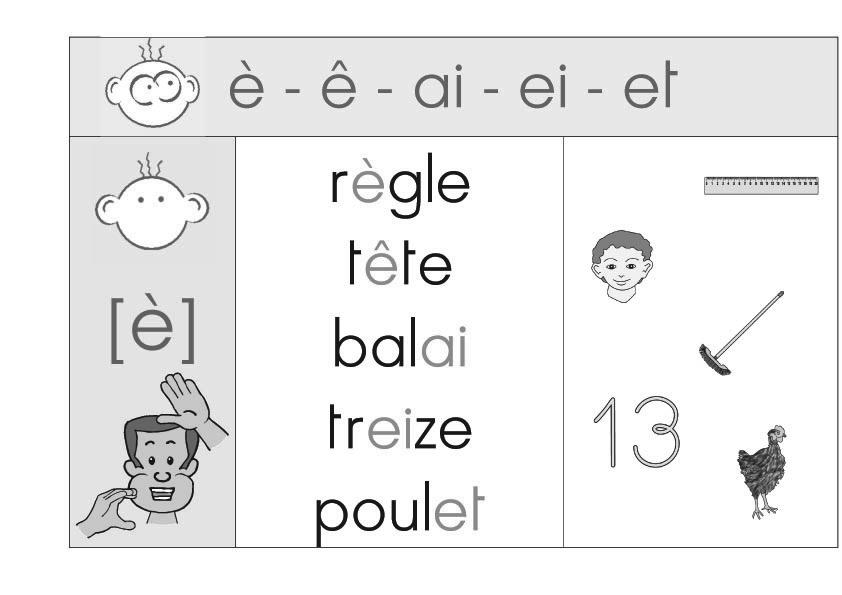 è - ê - ai - ei - et
[è]
règle
tête
balai
treize
poulet
13